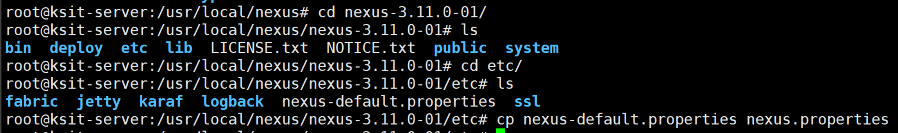 root@ksit-server:/usr/local/nexus# cd nexus-3.11.0-01/
root@ksit-server:/usr/local/nexus/nexus-3.11.0-01# ls
bin deploy etc lib LICENSE.txt NOTICE.txt public system
root@ksit-server:/usr/local/nexus/nexus-3.11.0-01# cd etc/
root@ksit-server:/usr/local/nexus/nexus-3.11.0-01/etc# ls
fabric jetty karaf logback nexus-default.properties ssl
root@ksit-server:/usr/local/nexus/nexus-3.11.0-01/etc# cp nexus-default.properties nexus.properties